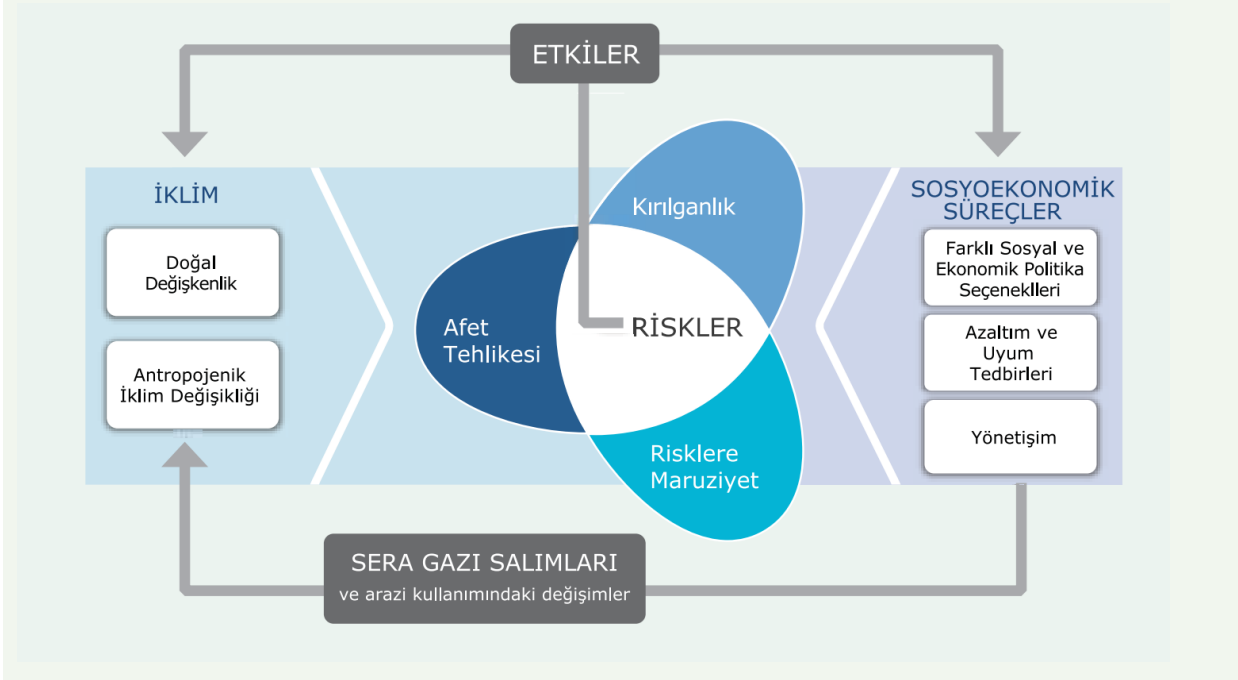 ETKİLER
İKLİM
Doğal
Değişkenlik
Antropojenik
İklim Değişikliği
Kırılganlık
Afet
Tehlikesi
RİSKLER
Risklere
Maruziyet
SOSYOEKONOMİK
SÜREÇLER
Farklı Sosyal ve
Ekonomik Politika
Seçeneklleri
Azaltım ve
Uyum
Tedbirleri
Yönetişim
SERA GAZI SALIMLARI
ve arazi kullanımındaki değişimler